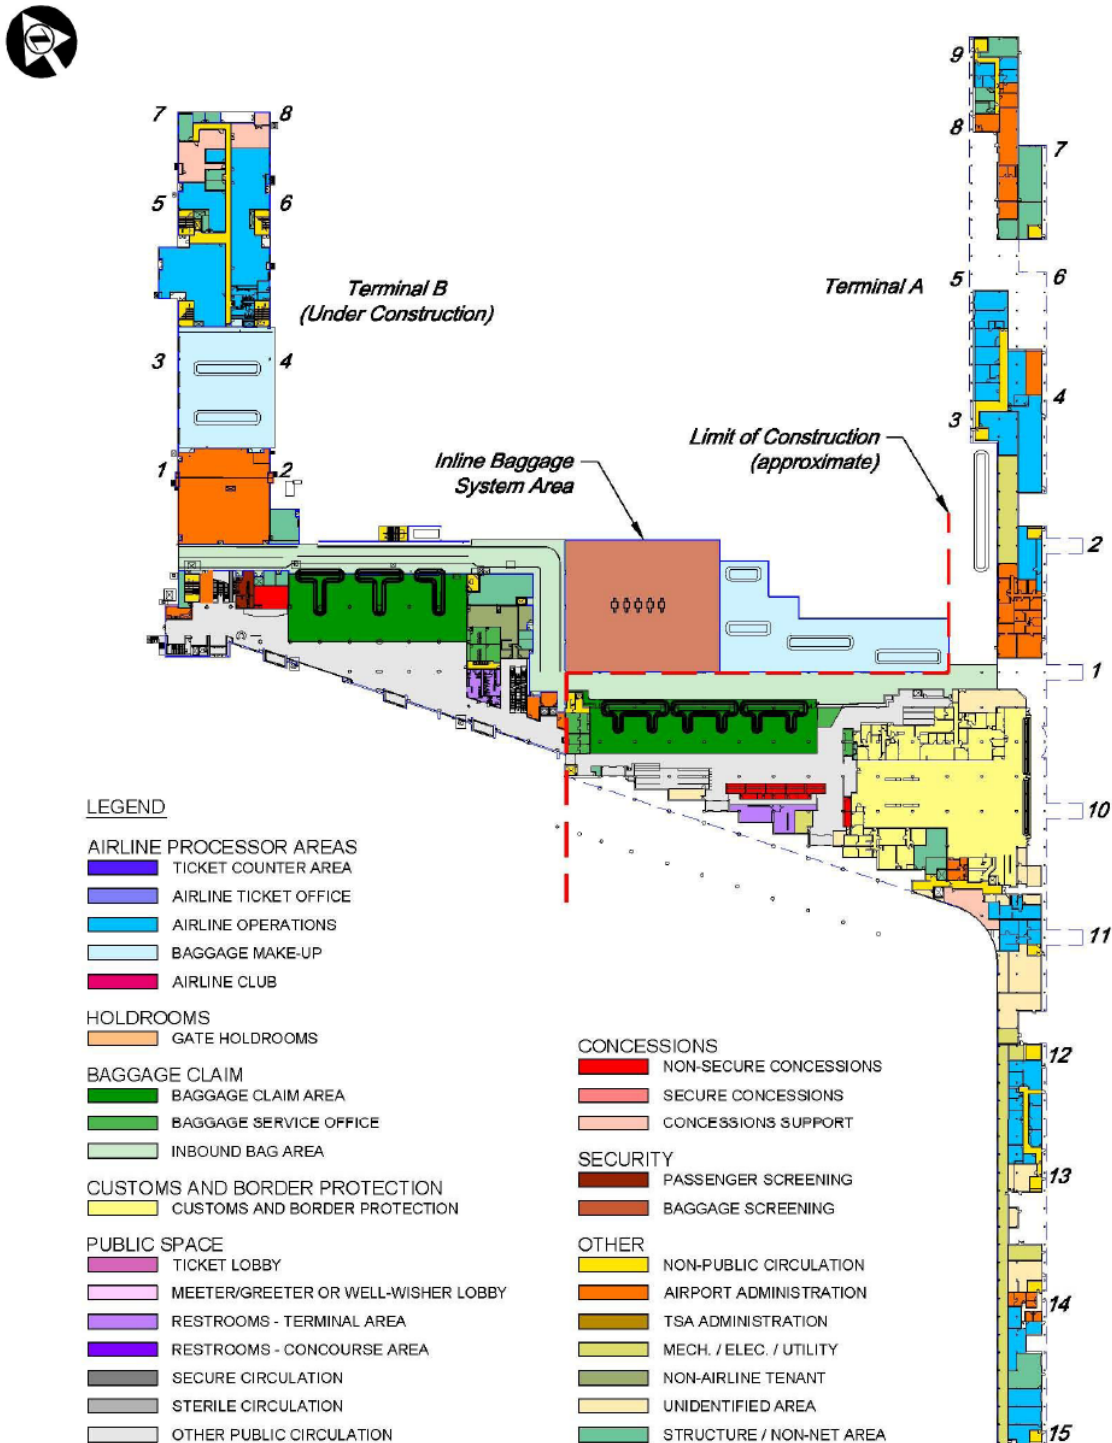 9
7
8
8
7
5
6
Terminal B
(Under Construction)
Terminal A
5
6
3
4
4
3
1
2
Inline Baggage
System Area
Limit of Construction
(approximate)
2
1
10
11
12
13
14
15
LEGEND
AIRLINE PROCESSOR AREAS
TICKET COUNTER AREA
AIRLINE TICKET OFFICE
AIRLINE OPERATIONS
BAGGAGE MAKE-UP
AIRLINE CLUB
HOLDROOMS
GATE HOLDROOMS
BAGGAGE CLAIM
BAGGAGE CLAIM AREA
BAGGAGE SERVICE OFFICE
INBOUND BAG AREA
CUSTOMS AND BORDER PROTECTION
CUSTOMS AND BORDER PROTECTION
PUBLIC SPACE
TICKET LOBBY
MEETER/GREETER OR WELL-WISHER LOBBY
RESTROOMS - TERMINAL AREA
RESTROOMS - CONCOURSE AREA
SECURE CIRCULATION
STERILE CIRCULATION
OTHER PUBLIC CIRCULATION
CONCESSIONS
NON-SECURE CONCESSIONS
SECURE CONCESSIONS
CONCESSIONS SUPPORT
SECURITY
PASSENGER SCREENING
BAGGAGE SCREENING
OTHER
NON-PUBLIC CIRCULATION
AIRPORT ADMINISTRATION
TSA ADMINISTRATION
MECH. / ELEC. / UTILITY
NON-AIRLINE TENANT
UNIDENTIFIED AREA
STRUCTURE / NON-NET AREA